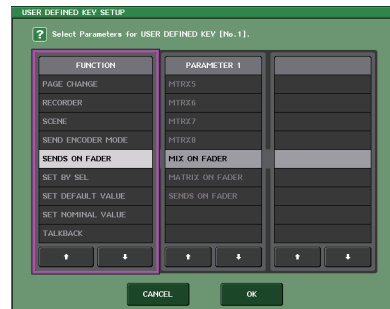 USER DEFINED KEY SETUP
? Select Parameters for USER DEFINED KEY [No.1].
FUNCTION
PAGE CHANGE
RECORDER
SCENE
SEND ENCODER MODE
SENDS ON FADER
SET BY SEL
SET DEFAULT VALUE
SET NOMINAL VALUE
TALKBACK
PARAMETER 1
MTRX5
MTRX6
MTRX7
MTRX8
MIX ON FADER
MATRIX ON FADER
SENDS ON FADER
CANCEL
OK